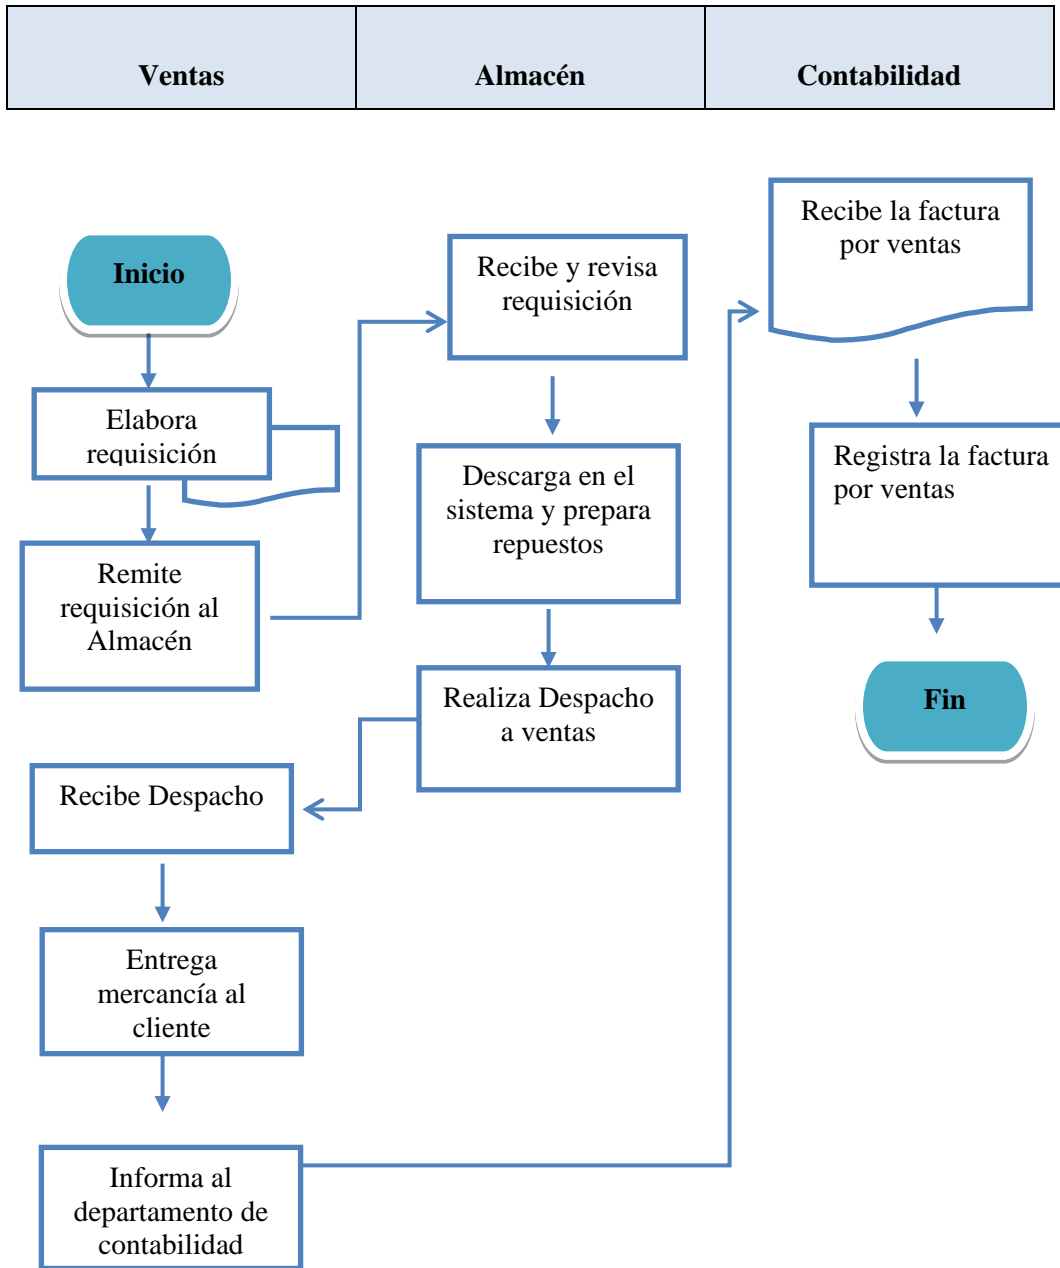 Ventas
Almacén
Contabilidad
Inicio
Elabora
requisición
Remite
requisición al
Almacén
Recibe y revisa
requisición
Descarga en el
sistema y prepara
repuestos
Realiza Despacho
a ventas
Recibe Despacho
Entrega
mercancía al
cliente
Informa al
departamento de
contabilidad
Recibe la factura
por ventas
Registra la factura
por ventas
Fin